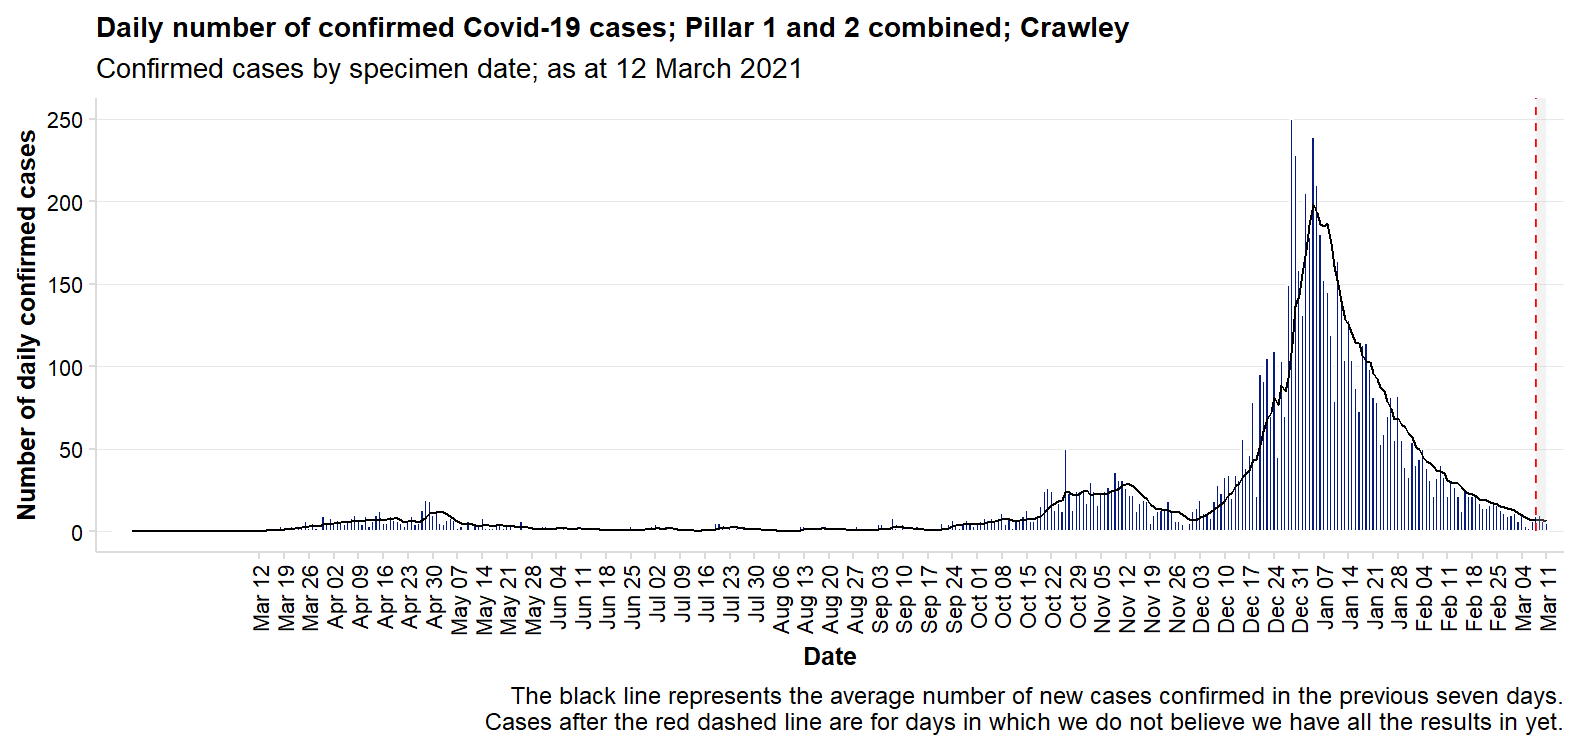 Daily number of confirmed Covid-19 cases; Pillar 1 and 2 combined; Crawley
Confirmed cases by specimen date; as at 12 March 2021
Number of daily confirmed cases
250
200
150
100
50
0
Mar 12
Mar 19
Mar 26
Apr 02
Apr 09
Apr 16
Apr 23
Apr 30
May 07
May 14
May 21
May 28
Jun 04
Jun 11
Jun 18
Jun 25
Jul 02
Jul 09
Jul 16
Jul 23
Jul 30
Aug 06
Aug 13
Aug 20
Aug 27
Sep 03
Sep 10
Sep 17
Sep 24
Oct 01
Oct 08
Oct 15
Oct 22
Oct 29
Nov 05
Nov 12
Nov 19
Nov 26
Dec 03
Dec 10
Dec 17
Dec 24
Dec 31
Jan 07
Jan 14
Jan 21
Jan 28
Feb 04
Feb 11
Feb 18
Feb 25
Mar 04
Mar 11
Date
The black line represents the average number of new cases confirmed in the previous seven days.
Cases after the red dashed line are for days in which we do not believe we have all the results in yet.